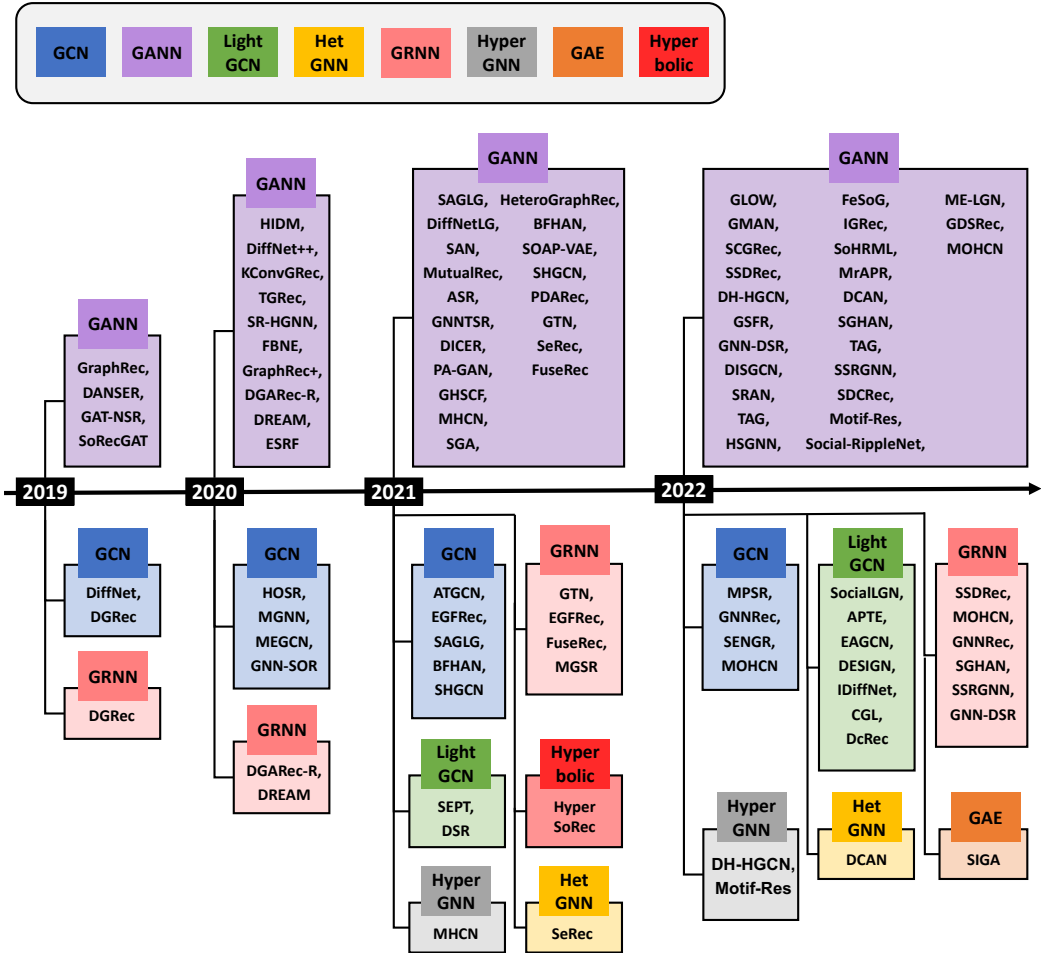 GCN
GANN
Light
GCN
Het
GNN
GRNN
Hyper
GNN
GAE
Hyper
bolic
GANN
GraphRec,
DANSER,
GAT-NSR,
SoRecGAT
GANN
HIDM,
DiffNet++,
KConvGRec,
TGRec,
SR-HGNN,
FBNE,
GraphRec+,
DGARec-R,
DREAM,
ESRF
GANN
SAGLG,
DiffNetLG,
SAN,
MutualRec,
ASR,
GNNTSR,
DICER,
PA-GAN,
GHSCF,
MHCN,
SGA,
HeteroGraphRec,
BFHAN,
SOAP-VAE,
SHGCN,
PDARec,
GTN,
SeRec,
FuseRec
GANN
GLOW,
GMAN,
SCGRec,
SSDRec,
DH-HGCN,
GSFR,
GNN-DSR,
DISGCN,
SRAN,
TAG,
HSGNN,
FeSoG,
IGRec,
SoHRML,
MrAPR,
DCAN,
SGHAN,
TAG,
SSRGNN,
SDCRec,
Motif-Res,
Social-RippleNet,
ME-LGN,
GDSRec,
MOHCN
2019
2020
2021
2022
GCN
DiffNet,
DGRec
GRNN
DGRec
GCN
HOSR,
MGNN,
MEGCN,
GNN-SOR
GRNN
DGARec-R,
DREAM
GCN
ATGCN,
EGFRec,
SAGLG,
BFHAN,
SHGCN
GRNN
GTN,
EGFRec,
FuseRec,
MGSR
Light
GCN
SEPT,
DSR
Hyper
bolic
Hyper
SoRec
Hyper
GNN
MHCN
Het
GNN
SeRec
GCN
MPSR,
GNNRec,
SENGR,
MOHCN
Light
GCN
SocialLGN,
APTE,
EAGCN,
DESIGN,
IDiffNet,
CGL,
DcRec
GRNN
SSDRec,
MOHCN,
GNNRec,
SGHAN,
SSRGNN,
GNN-DSR
Hyper
GNN
DH-HGCN,
Motif-Res
Het
GNN
DCAN
GAE
SIGA